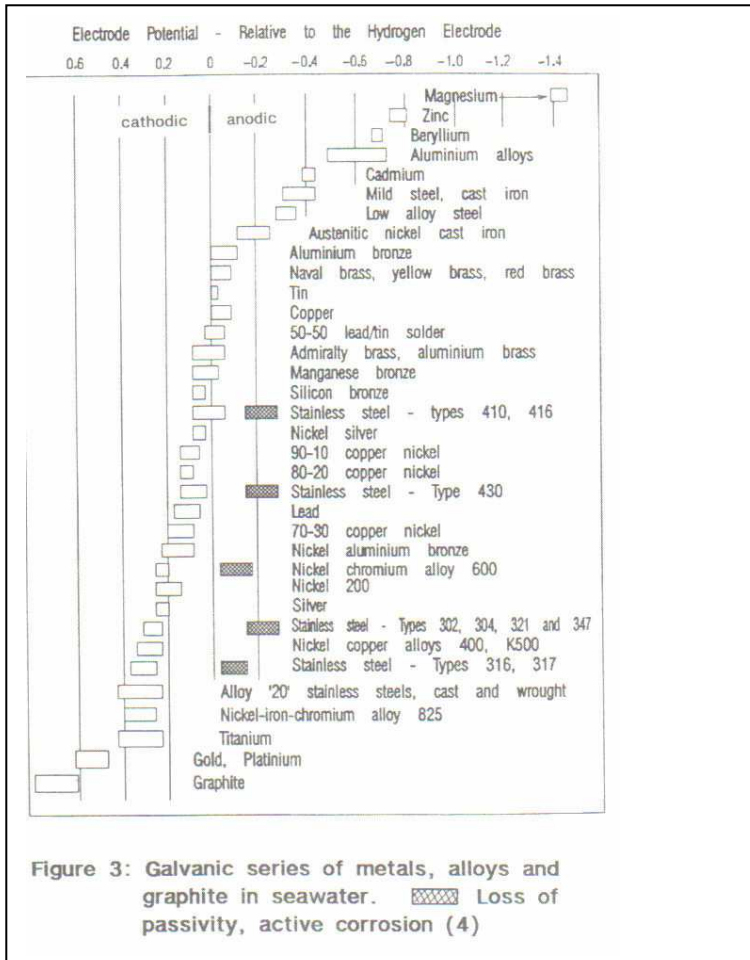 Electrode Potential - Relative to the Hydrogen Electrode
0.6 0.4 0.2 0 -0.2 -0.4 -0.6 -0.8 -1.0 -1.2 -1.4
Magnesium
cathodic anodic Zinc
Beryllium
Aluminium alloys
Cadmium
Mild steel, cast iron
Low alloy steel
Austenitic nickel cast iron
Aluminium bronze
Naval brass, yellow brass, red brass
Tin
Copper
50-50 lead/tin solder
Admiralty brass, aluminium brass
Manganese bronze
Silicon bronze
Stainless steel - types 410, 416
Nickel silver
90-10 copper nickel
80-20 copper nickel
Stainless steel - Type 430
Lead
70-30 copper nickel
Nickel aluminium bronze
Nickel chromium alloy 600
Nickel 200
Silver
Stainless steel - Types 302, 304, 321 and 347
Nickel copper alloys 400, K500
Stainless steel - Types 316, 317
Alloy '20' stainless steels, cast and wrought
Nickel-iron-chromium alloy 825
Titanium
Gold, Platinium
Graphite
Figure 3: Galvanic series of metals, alloys and
graphite in seawater. Loss of
passivity, active corrosion (4)